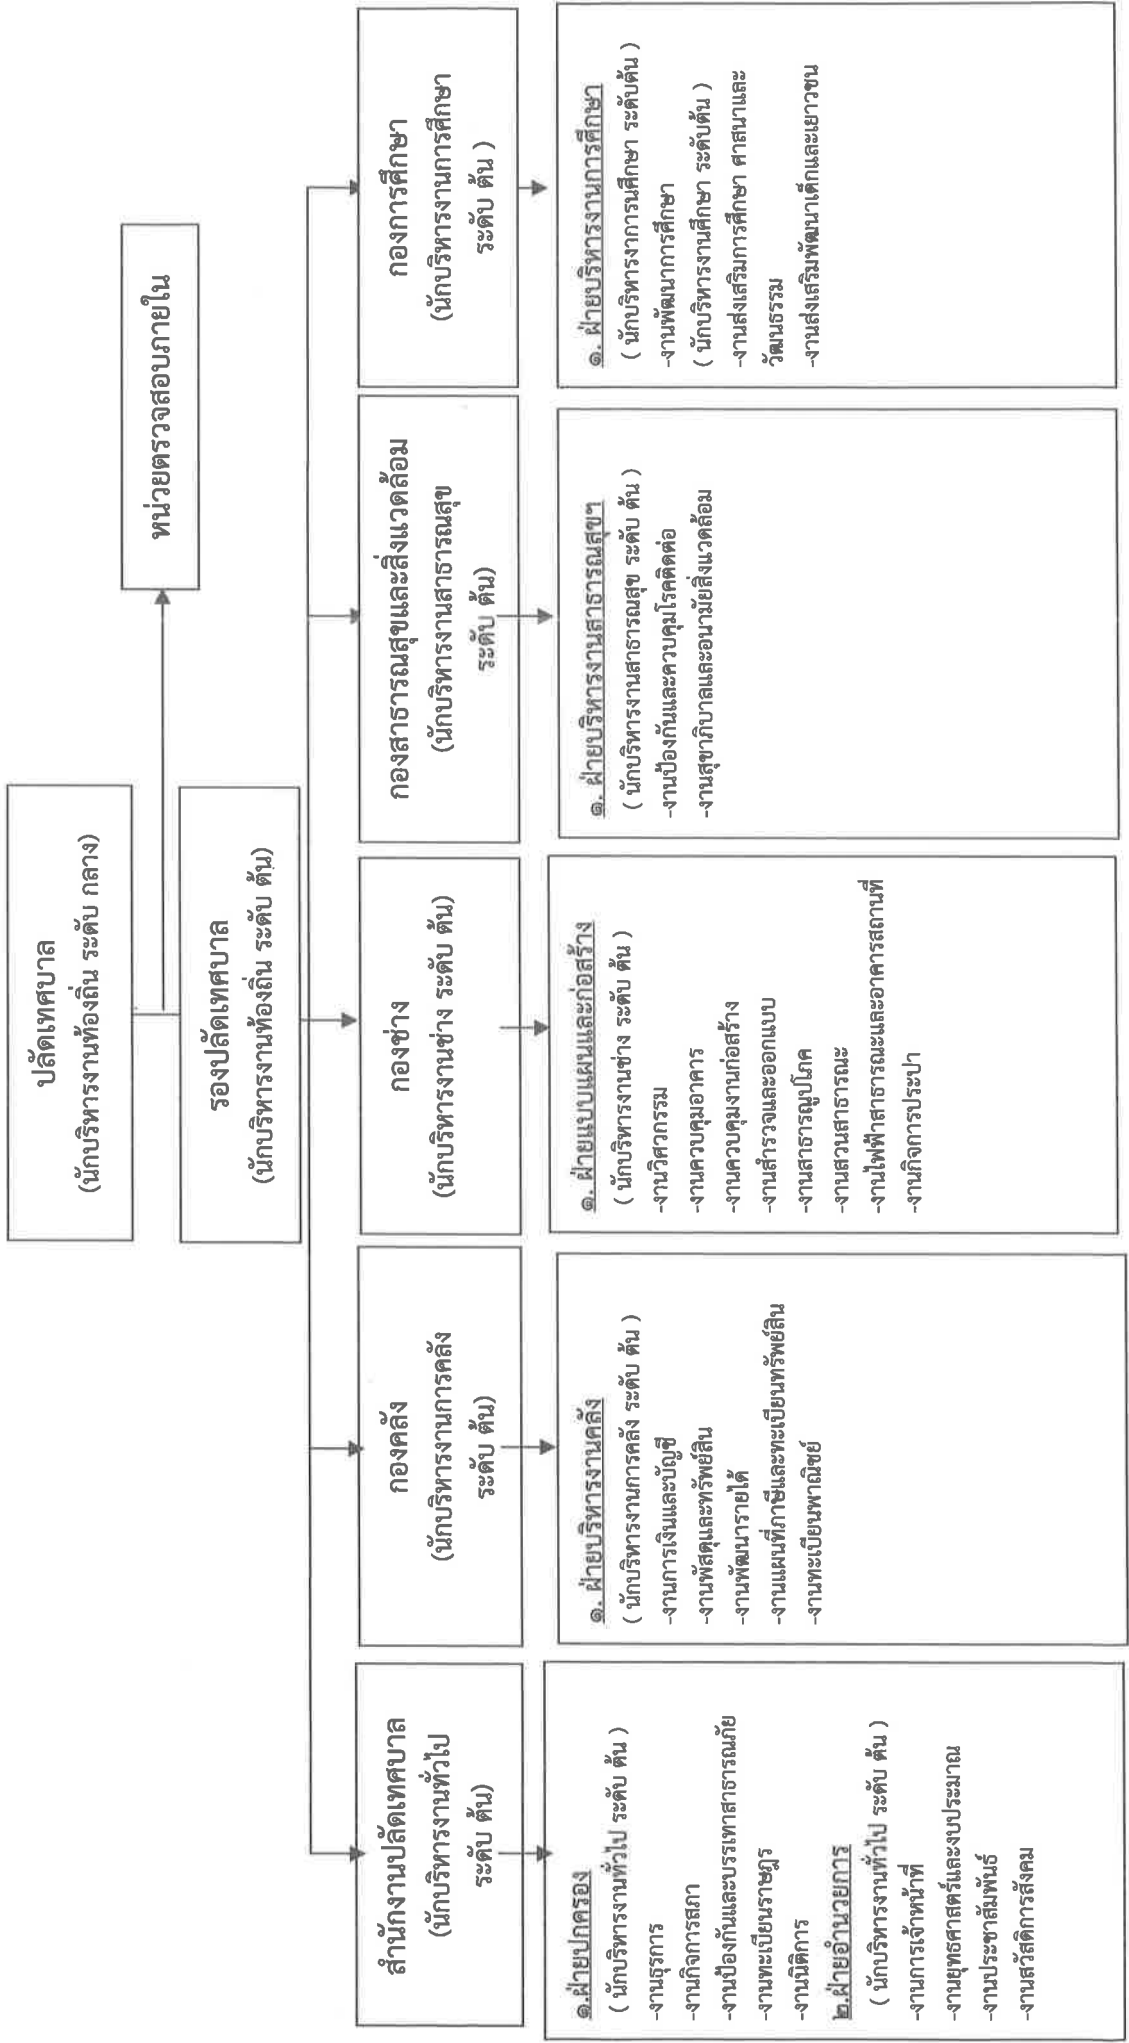 ปลัดเทศบาล
(นักบริหารงานท้องถิ่น ระดับ กลาง)
หน่วยตรวจสอบภายใน
รองปลัดเทศบาล
(นักบริหารงานท้องถิ่น ระดับ ต้น)
สำนักงานปลัดเทศบาล
(นักบริหารงานทั่วไป
ระดับ ต้น)
กองคลัง
(นักบริหารงานการคลัง
ระดับ ต้น)
กองช่าง
(นักบริหารงานช่าง ระดับ ต้น)
กองสาธารณสุขและสิ่งแวดล้อม
(นักบริหารงานสาธารณสุข
ระดับ ต้น)
กองการศึกษา
(นักบริหารงานการศึกษา
ระดับ ต้น )
๑.ฝ่ายปกครอง
( นักบริหารงานทั่วไป ระดับ ต้น )
-งานธุรการ
-งานกิจการสภา
-งานป้องกันและบรรเทาสาธารณภัย
-งานทะเบียนราษฎร
-งานนิติการ
๒.ฝ่ายอำนวยการ
( นักบริหารงานทั่วไป ระดับ ต้น )
-งานการเจ้าหน้าที่
-งานยุทธศาสตร์และงบประมาณ
-งานประชาสัมพันธ์
-งานสวัสดิการสังคม
๑. ฝ่ายบริหารงานคลัง
( นักบริหารงานการคลัง ระดับ ต้น )
-งานการเงินและบัญชี
-งานพัสดุและทรัพย์สิน
-งานพัฒนารายได้
-งานแผนที่ภาษีและทะเบียนทรัพย์สิน
-งานทะเบียนพาณิชย์
๑. ฝ่ายแบบแผนและก่อสร้าง
( นักบริหารงานช่าง ระดับ ต้น )
-งานวิศวกรรม
-งานควบคุมอาคาร
-งานควบคุมงานก่อสร้าง
-งานสำรวจและออกแบบ
-งานสาธารณูปโภค
-งานสวนสาธารณะ
-งานไฟฟ้าสาธารณะและอาคารสถานที่
-งานกิจการประปา
๑. ฝ่ายบริหารงานสาธารณสุขฯ
( นักบริหารงานสาธารณสุข ระดับ ต้น )
-งานป้องกันและควบคุมโรคติดต่อ
-งานสุขาภิบาลและอนามัยสิ่งแวดล้อม
๑. ฝ่ายบริหารงานการศึกษา
( นักบริหารงาการนศึกษา ระดับต้น )
-งานพัฒนาการศึกษา
( นักบริหารงานศึกษา ระดับต้น )
-งานส่งเสริมการศึกษา ศาสนาและ
วัฒนธรรม
-งานส่งเสริมพัฒนาเด็กและเยาวชน